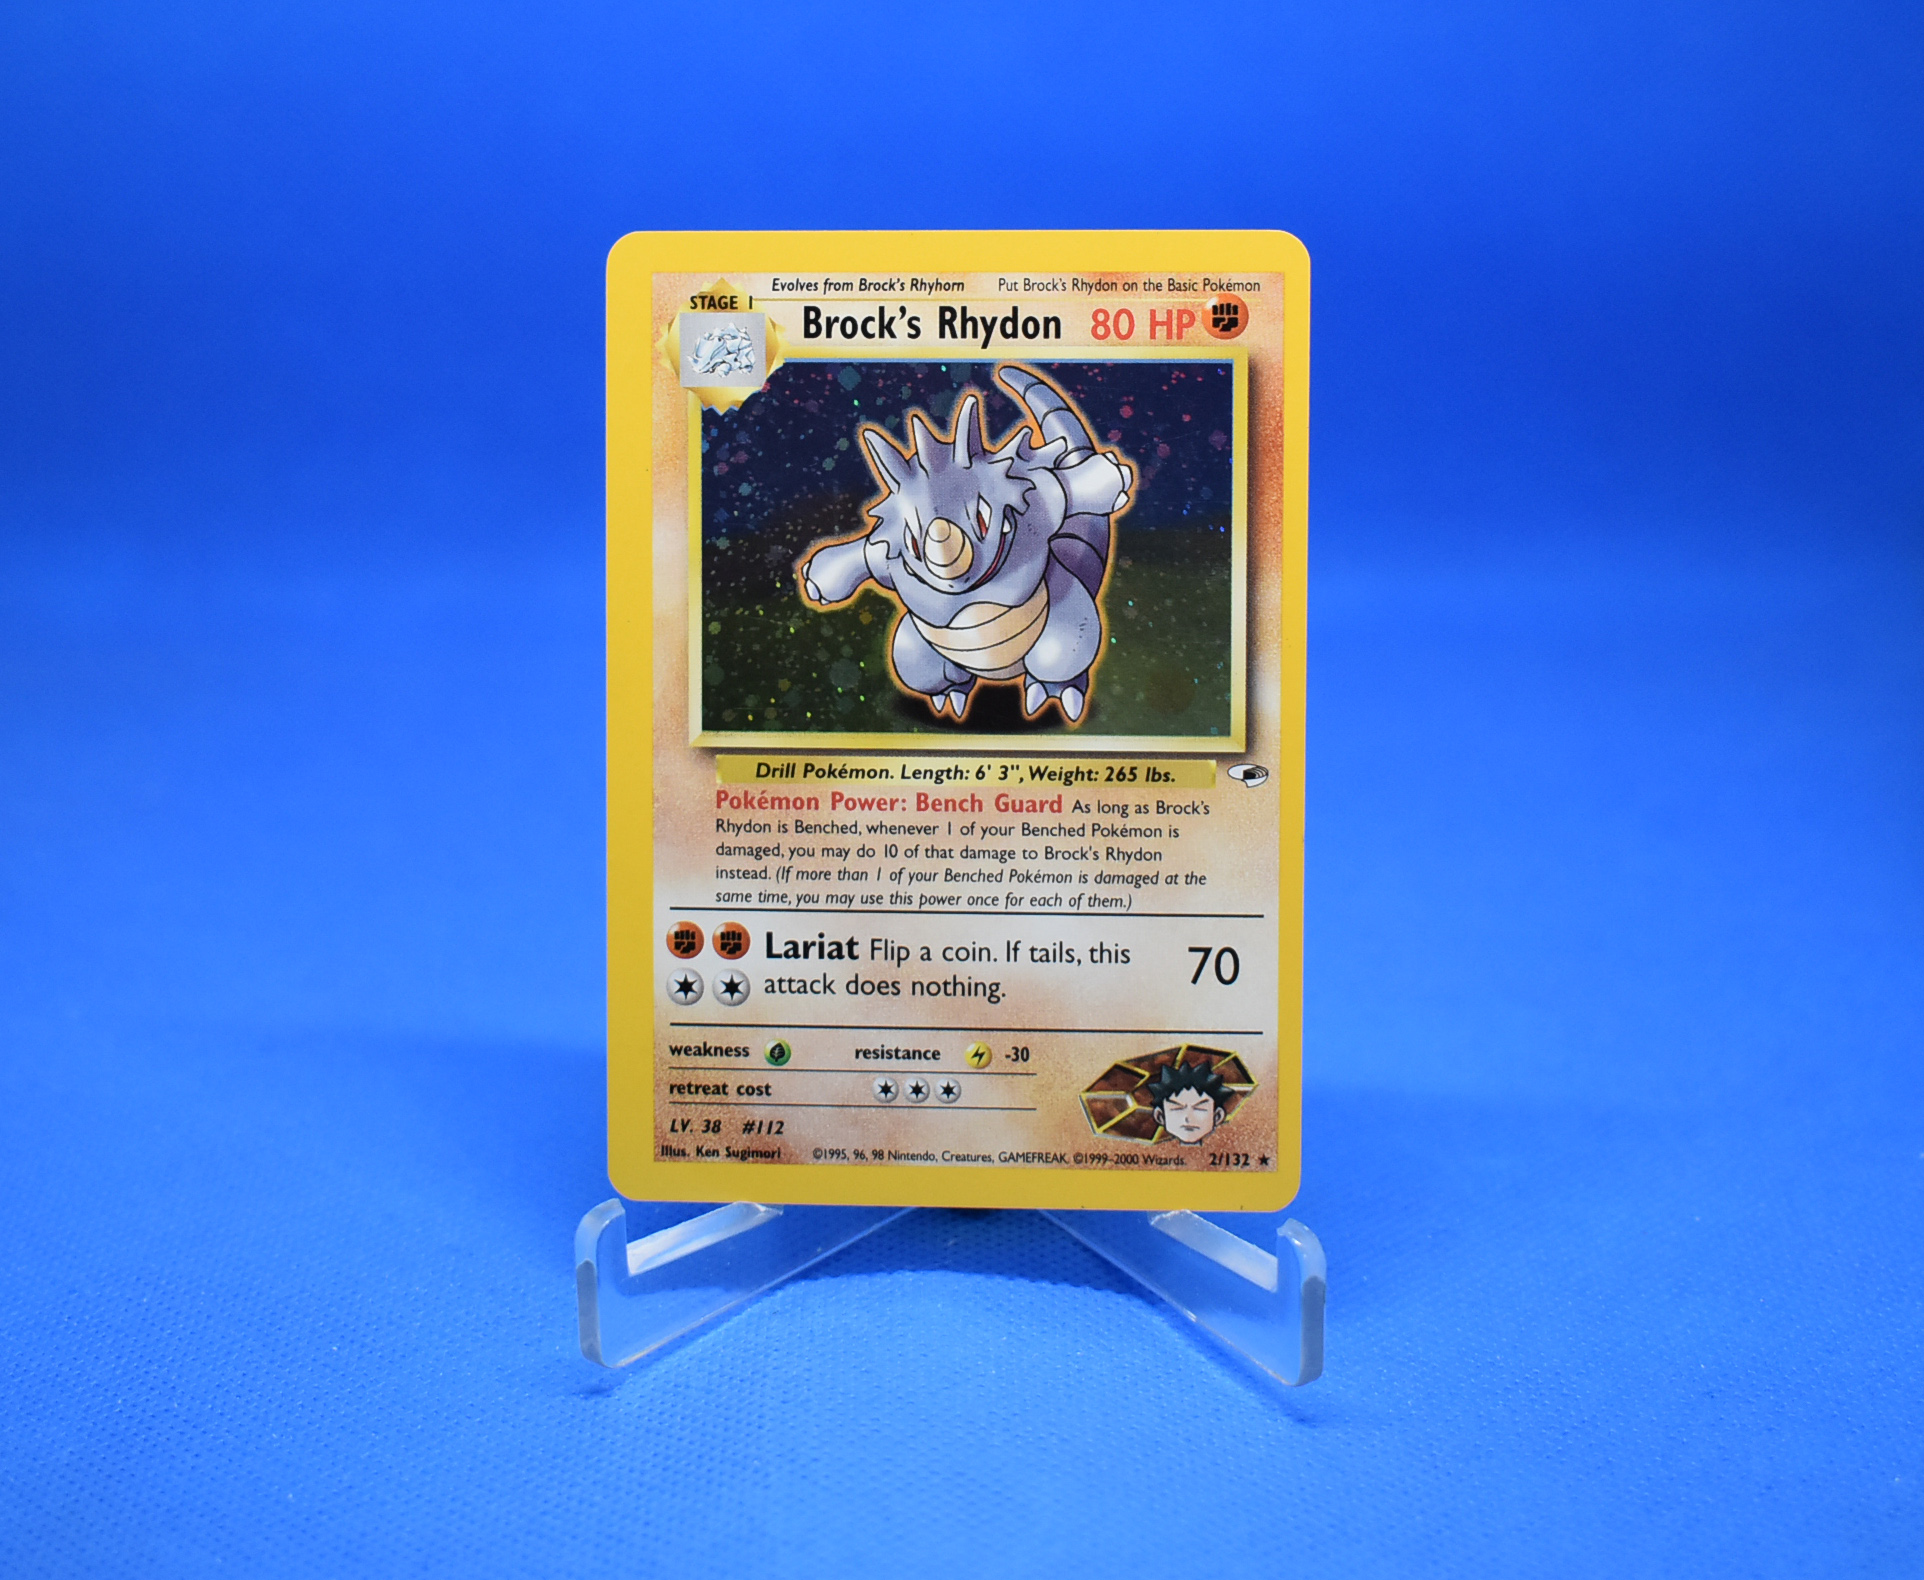 Evolves from Brock's Rhyhorn Put Brock's Rhydon on the Basic Pokémon
STAGE 1
Brock's Rhydon 80 HP
Drill Pokémon. Length: 6' 3", Weight: 265 lbs.
Pokémon Power: Bench Guard As long as Brock's
Rhydon is Benched, whenever 1 of your Benched Pokémon is
damaged, you may do 10 of that damage to Brock's Rhydon
instead. (If more than 1 of your Benched Pokémon is damaged at the
same time, you may use this power once for each of them.)
Lariat Flip a coin. If tails, this
attack does nothing.
70
weakness resistance -30
retreat cost
LV. 38 #112
Illus. Ken Sugimori ©1995, 96, 98 Nintendo, Creatures, GAMEFREAK. ©1999-2000 Wizards. 2/132 ★